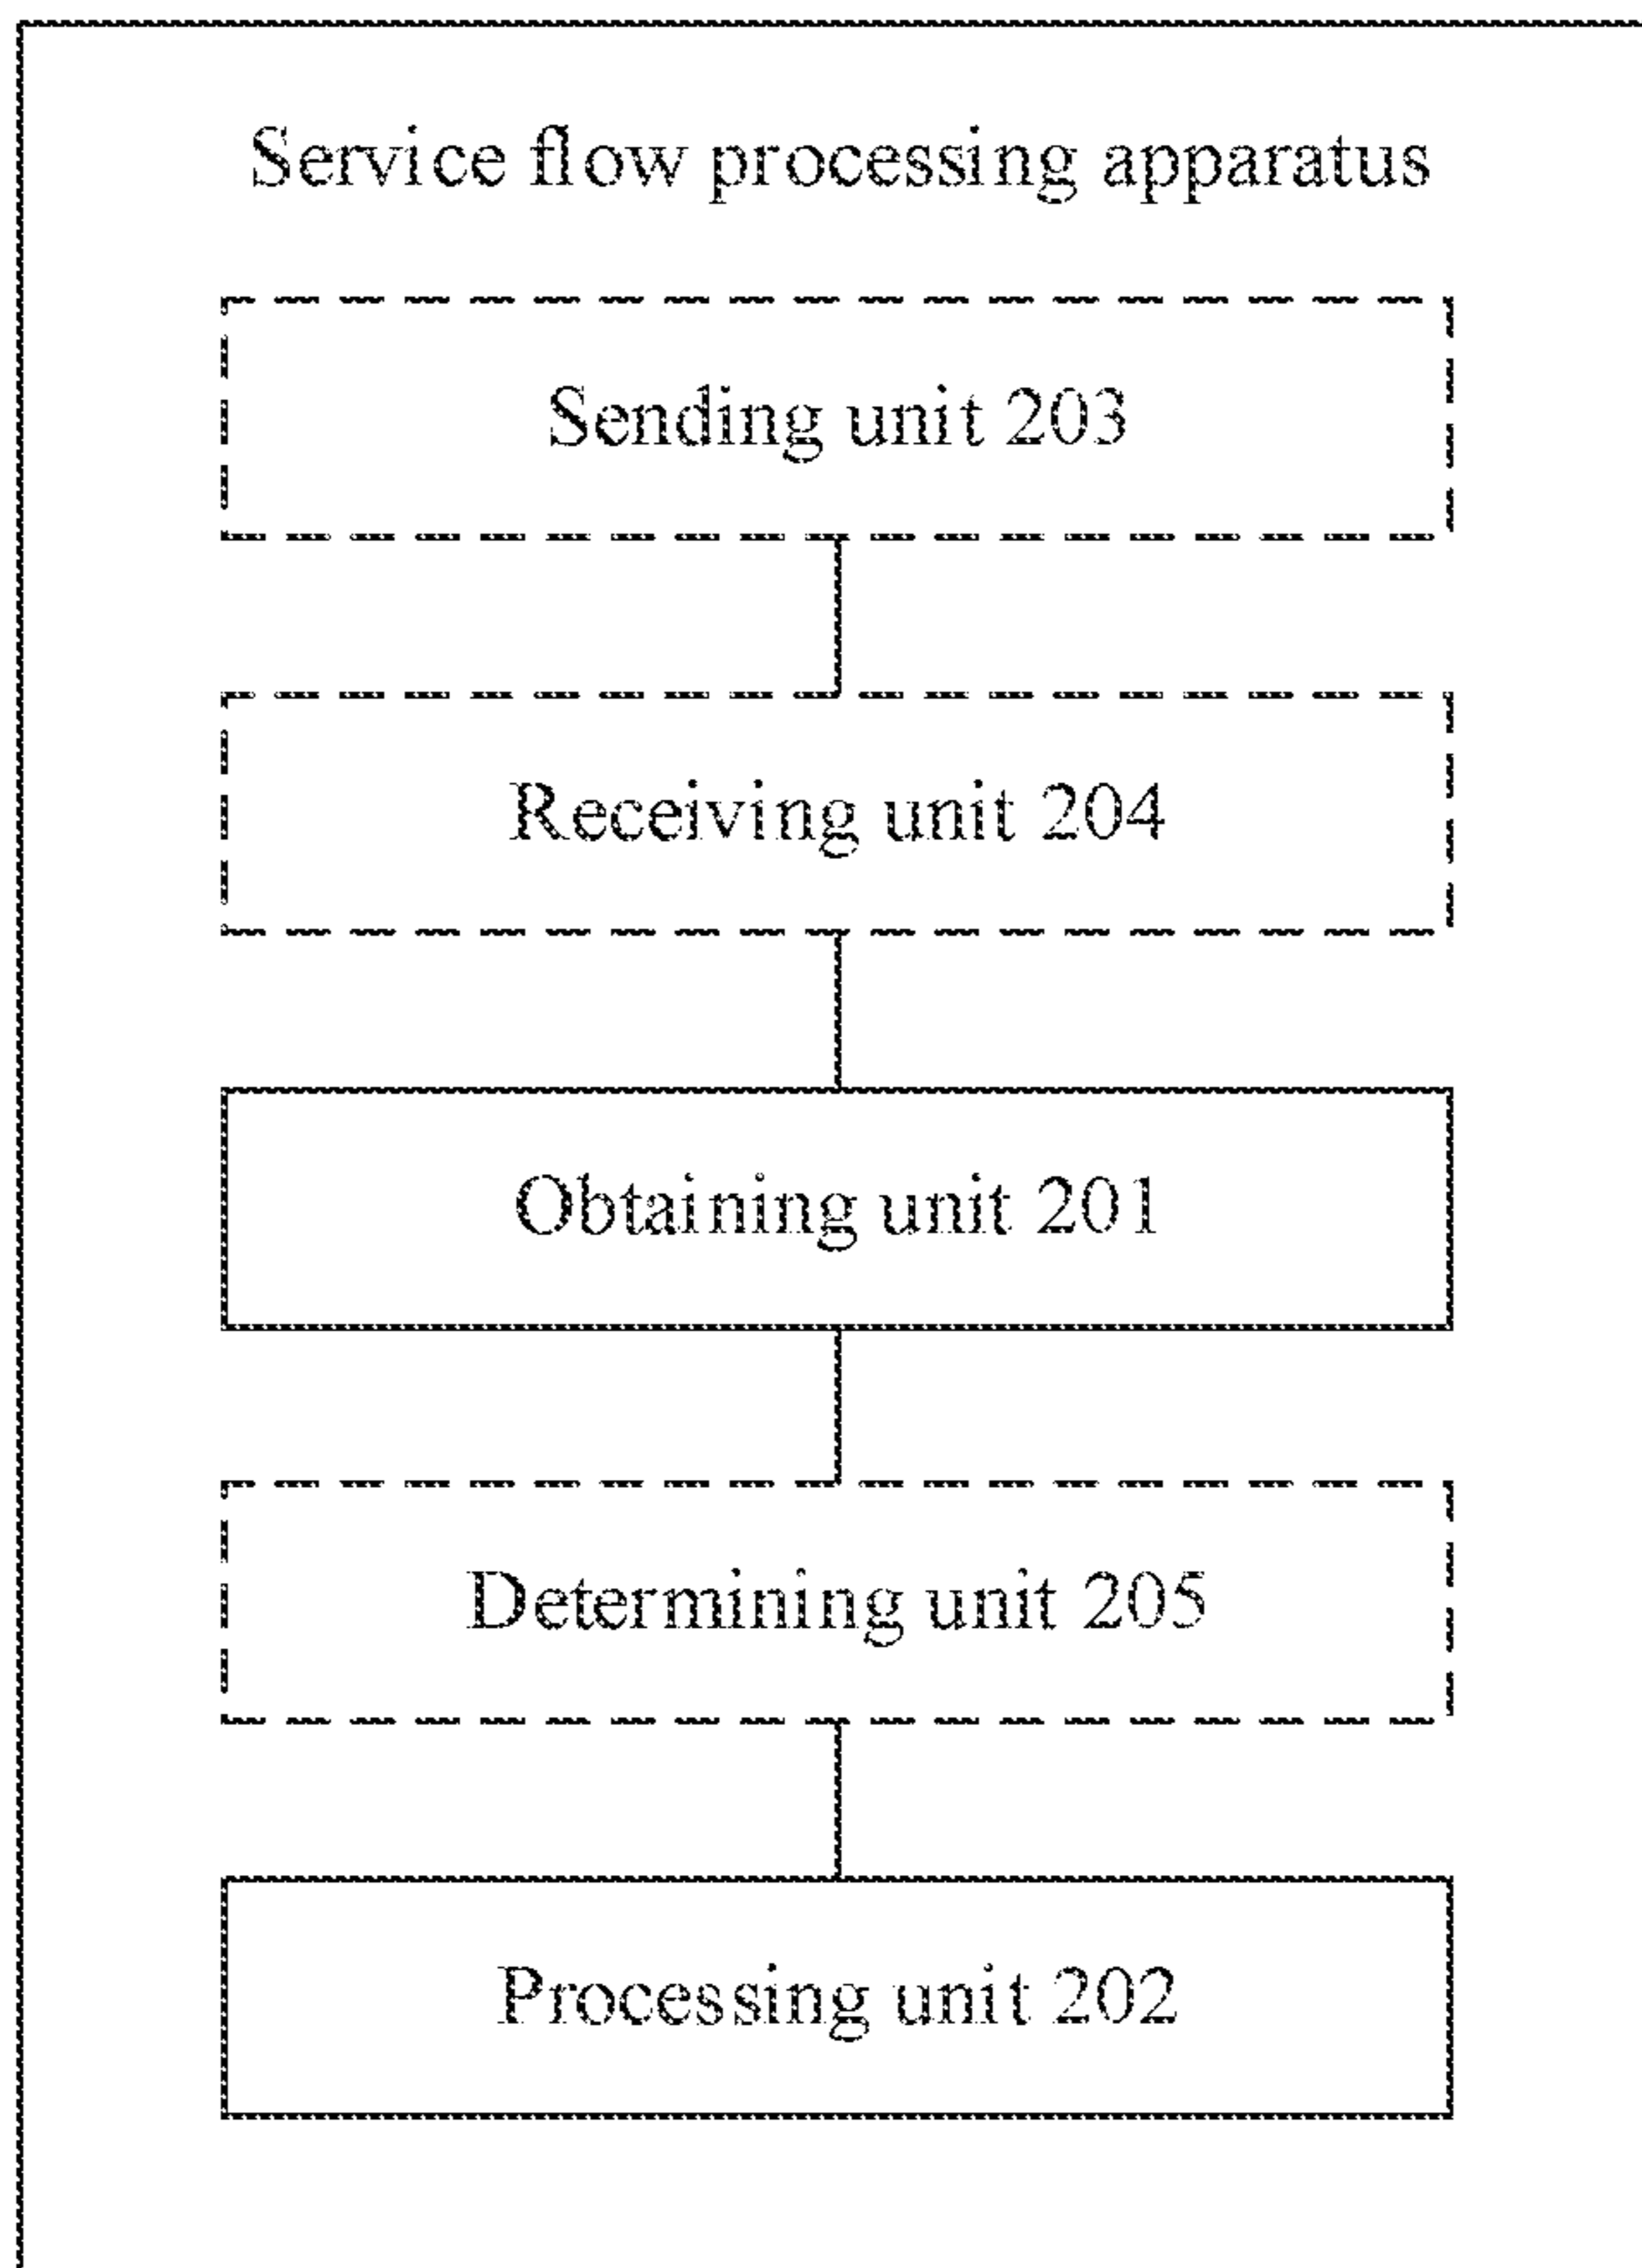 Service flow processing apparatus
Sending unit 203
Receiving unit 204
Obtaining unit 201
Determining unit 205
Processing unit 202